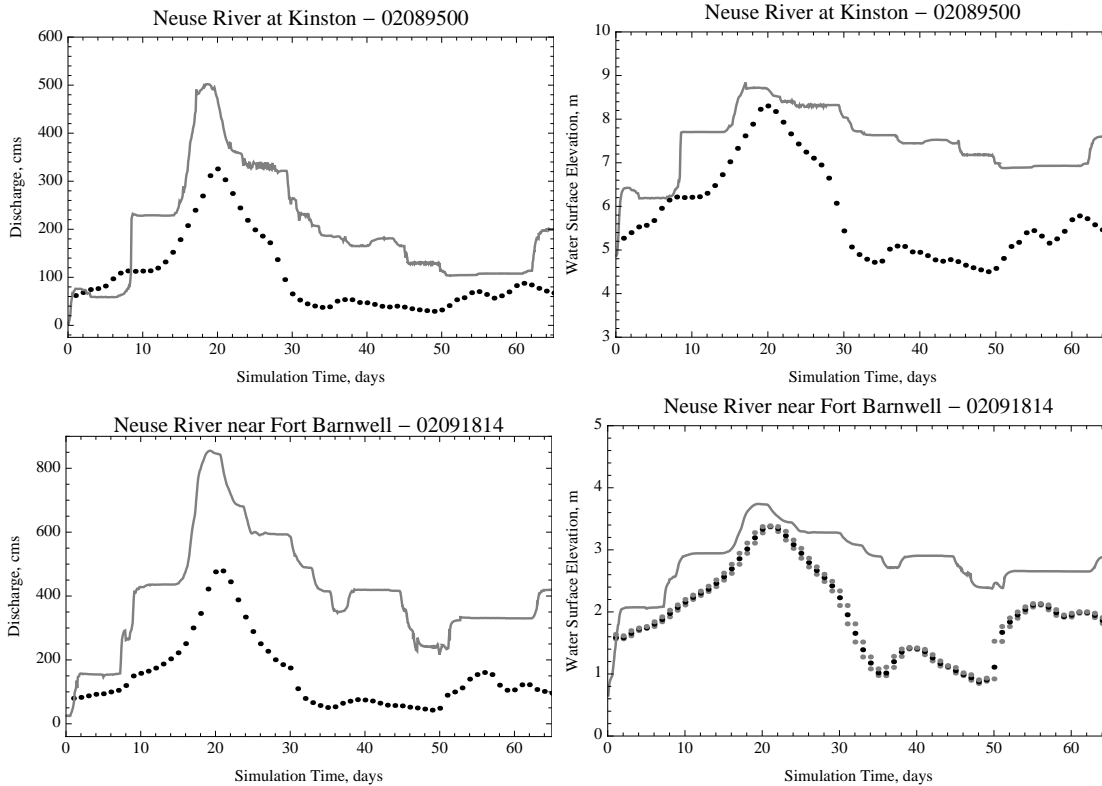 Neuse River at Kinston − 02089500
600
500
400
300
200
100
0
Discharge, cms
0 10 20 30 40 50 60
Simulation Time, days
Neuse River at Kinston − 02089500
10
9
8
7
6
5
4
3
Water Surface Elevation, m
0 10 20 30 40 50 60
Simulation Time, days
Neuse River near Fort Barnwell − 02091814
800
600
400
200
0
Discharge, cms
0 10 20 30 40 50 60
Simulation Time, days
Neuse River near Fort Barnwell − 02091814
5
4
3
2
1
0
Water Surface Elevation, m
0 10 20 30 40 50 60
Simulation Time, days